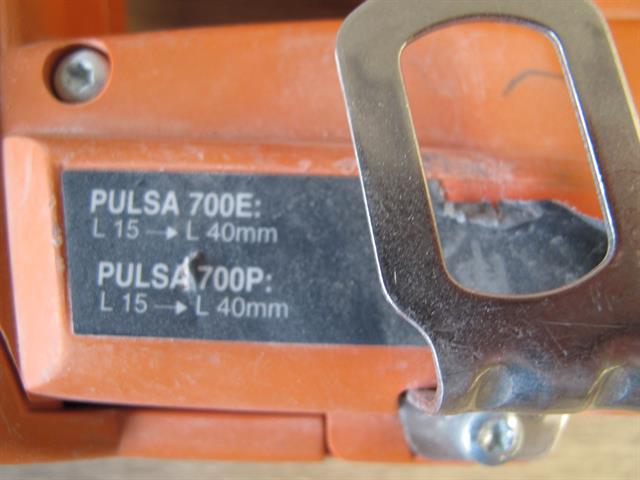 PULSA 700E:
L 15 → L 40mm
PULSA 700P:
L 15 → L 40mm